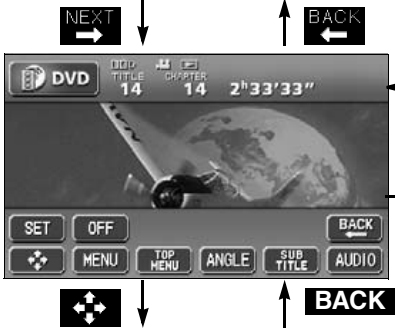 NEXT BACK
DVD
TITLE CHAPTER
14 14 2h33'33"
SET OFF BACK
MENU TOP MENU ANGLE SUB TITLE AUDIO
BACK